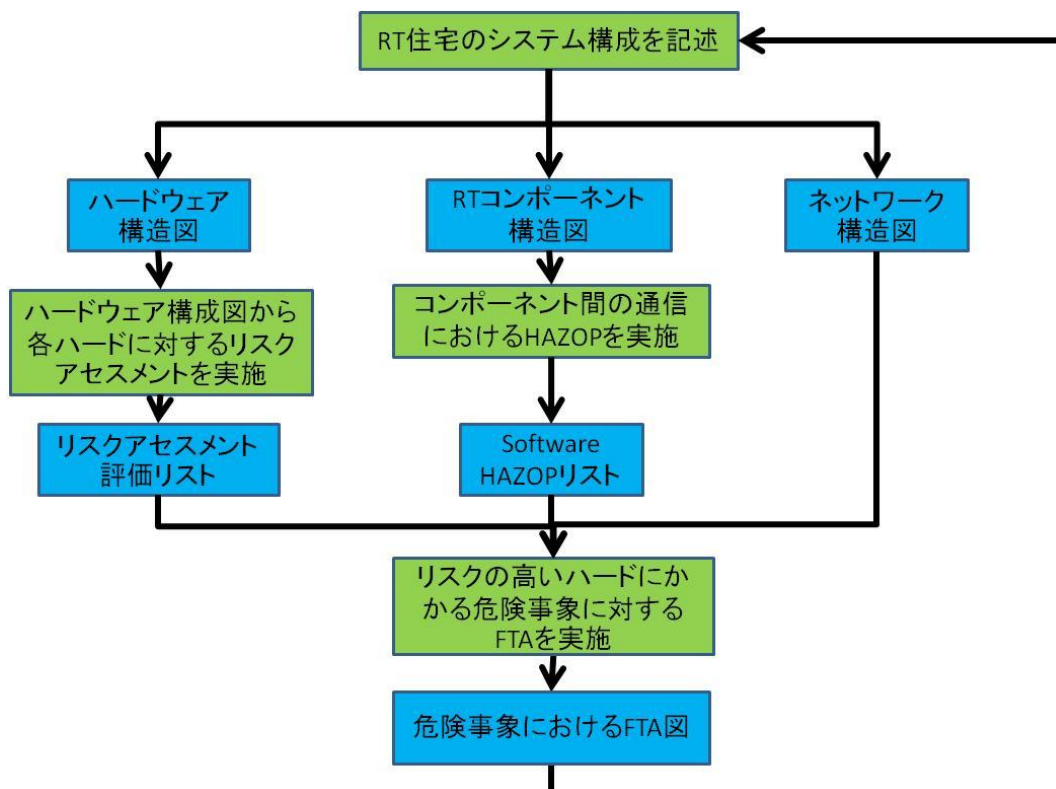 RT住宅のシステム構成を記述
ハードウェア
構造図
RTコンポーネント
構造図
ネットワーク
構造図
ハードウェア構成図から
各ハードに対するリスク
アセスメントを実施
コンポーネント間の通信
におけるHAZOPを実施
リスクアセスメント
評価リスト
Software
HAZOPリスト
リスクの高いハードにか
かる危険事象に対する
FTAを実施
危険事象におけるFTA図